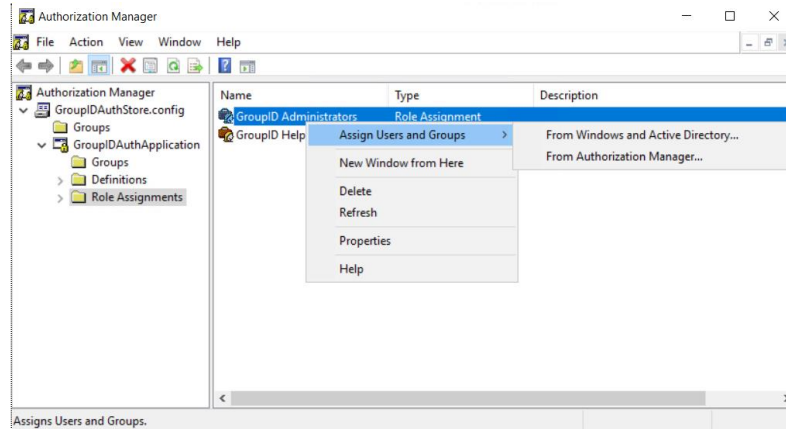 Authorization Manager
File Action View Window Help
Authorization Manager
GroupIDAuthStore.config
Groups
GroupIDAuthApplication
Groups
Definitions
Role Assignments
Name Type Description
GroupID Administrators Role Assignment
GroupID Help
Assign Users and Groups
New Window from Here
Delete
Refresh
Properties
Help
From Windows and Active Directory...
From Authorization Manager...
Assigns Users and Groups.